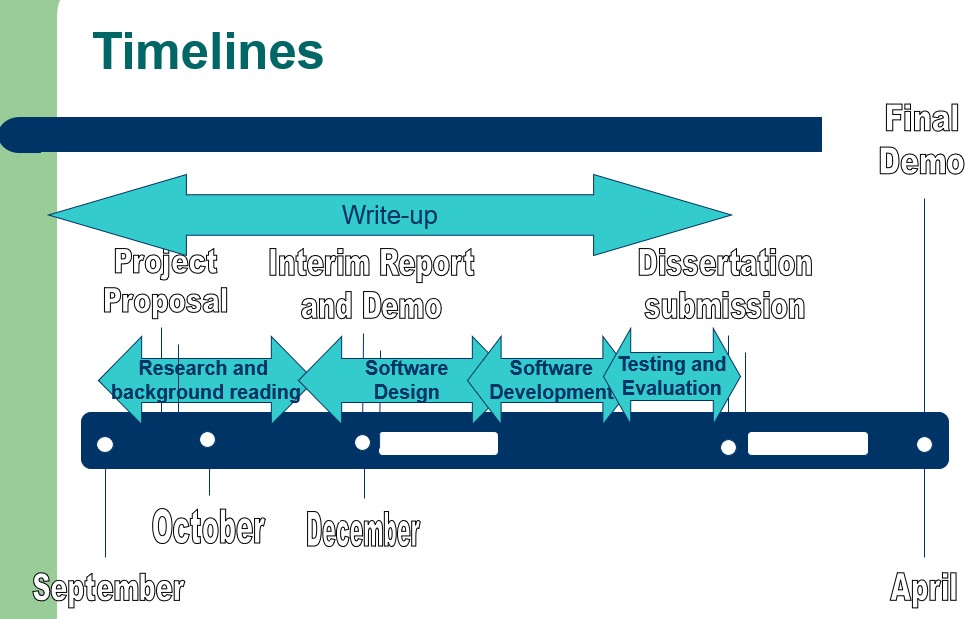 Timelines
Final
Demo
Write-up
Project
Proposal
Interim Report
and Demo
Dissertation
submission
Research and
background reading
Software
Design
Software
Development
Testing and
Evaluation
October
December
September
April